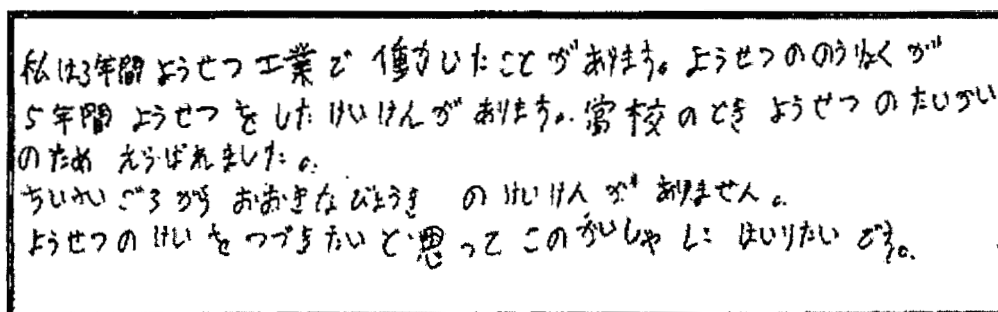 私は3年間ようせつ工業で働いたことがあります。ようせつののうりょくが
5年間ようせつをしたけいけんがあります。当校のときようせつのたいかい
のためえらばれました。
ちいさいごろからおおきなびょうきのけいけんがありません。
ようせつのけいをつづきたいと思ってこのがいしゃにはいりたいです。